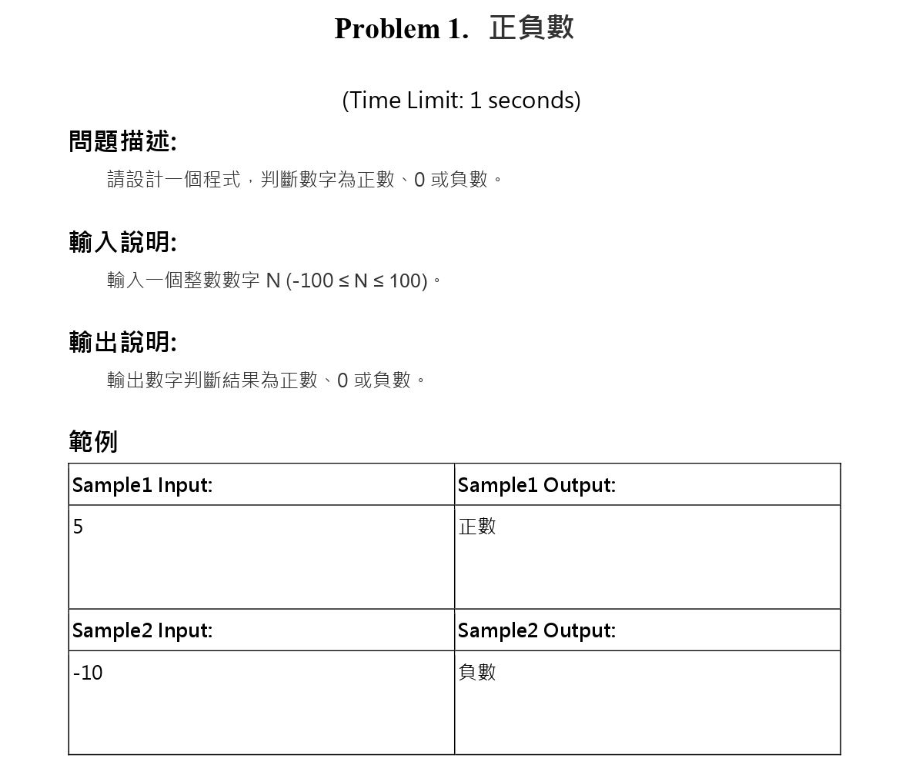 Problem 1. 正負數
(Time Limit: 1 seconds)
問題描述:
請設計一個程式，判斷數字為正數、0 或負數。
輸入說明:
輸入一個整數數字 N (-100 ≤ N ≤ 100)。
輸出說明:
輸出數字判斷結果為正數、0 或負數。
範例
Sample1 Input:
Sample1 Output:
5
正數
Sample2 Input:
Sample2 Output:
-10
負數